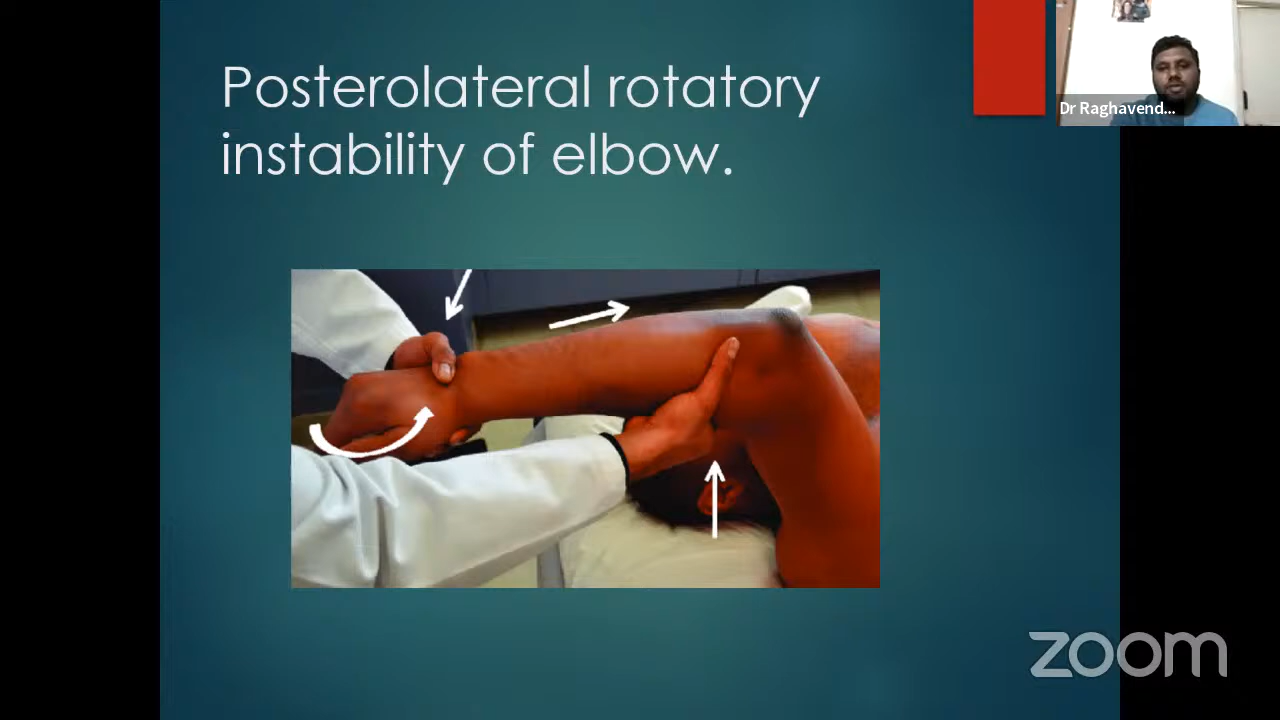 Posterolateral rotatory
instability of elbow.
Dr Raghavend...
zoom